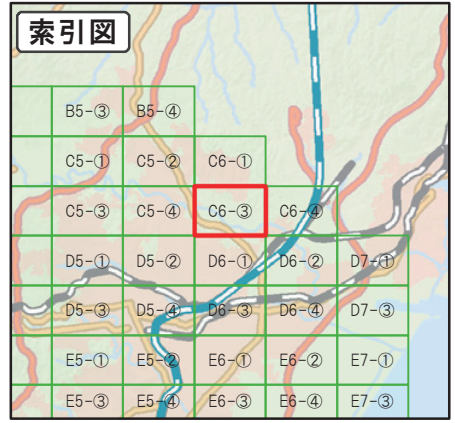 索引図
B5-③ B5-④
C5-① C5-② C6-①
C5-③ C5-④ C6-③ C6-④
D5-① D5-② D6-① D6-② D7-①
D5-③ D5-④ D6-③ D6-④ D7-③
E5-① E5-② E6-① E6-② E7-①
E5-③ E5-④ E6-③ E6-④ E7-③